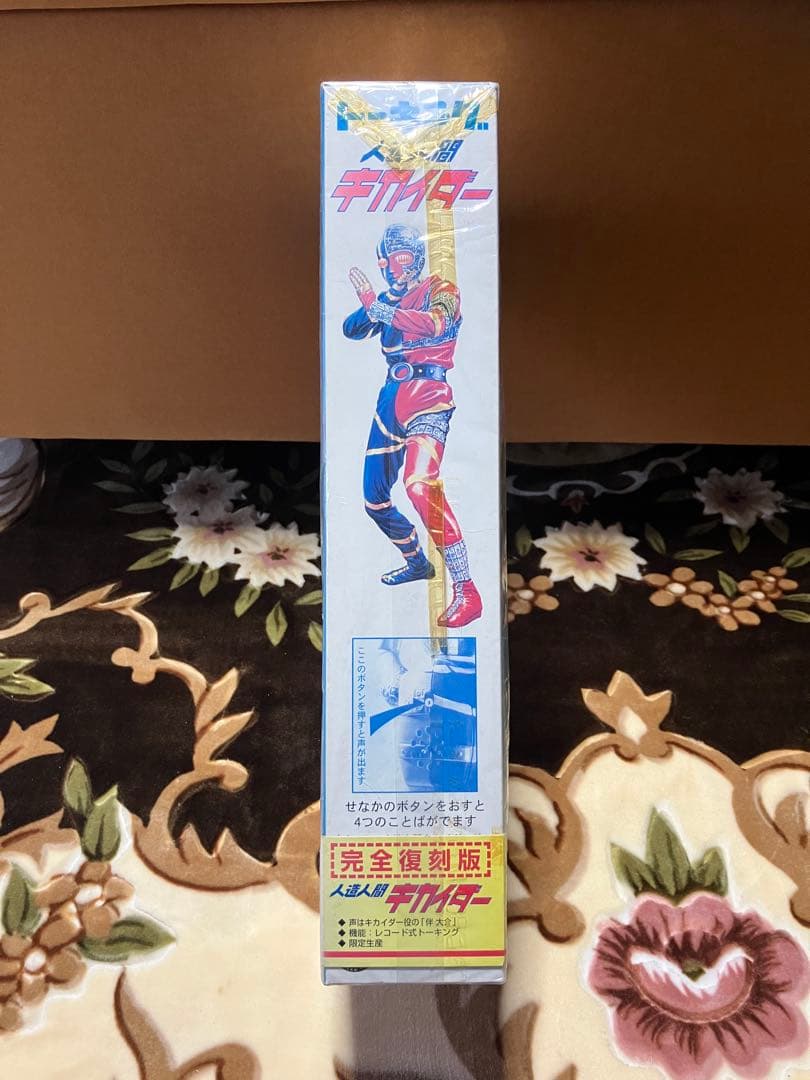 トーキング
人造人間
キカイダー
ここのボタンを押すと声が出ます。
せなかのボタンをおすと
4つのことばがでます
完全復刻版
人造人間 キカイダー
◆ 声はキカイダー役の「伴 大介」
◆ 機能：レコード式トーキング
◆ 限定生産